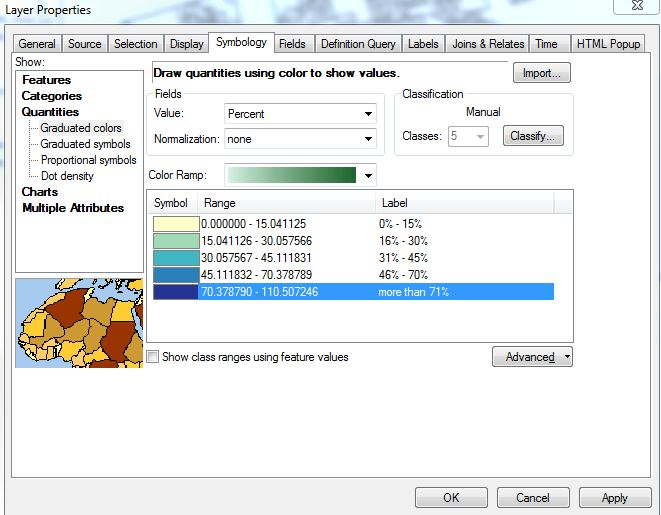 Layer Properties
General Source Selection Display Symbology Fields Definition Query Labels Joins & Relates Time HTML Popup
Show:
Features
Categories
Quantities
Graduated colors
Graduated symbols
Proportional symbols
Dot density
Charts
Multiple Attributes
Draw quantities using color to show values.
Import...
Fields
Value: Percent
Normalization: none
Classification
Manual
Classes: 5 Classify...
Color Ramp:
Symbol Range Label
0.000000 - 15.041125 0% - 15%
15.041126 - 30.057566 16% - 30%
30.057567 - 45.111831 31% - 45%
45.111832 - 70.378789 46% - 70%
70.378790 - 110.507246 more than 71%
Show class ranges using feature values
Advanced
OK Cancel Apply